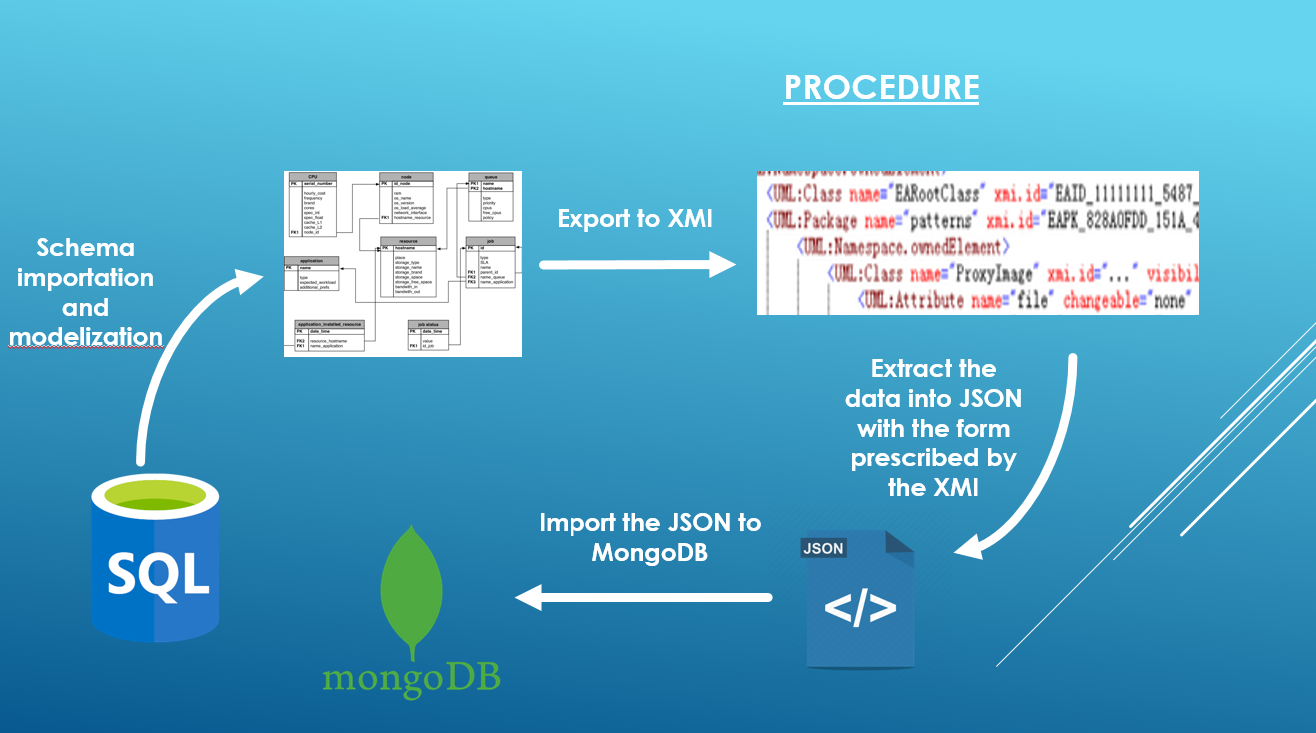 PROCEDURE
Schema
importation
and
modelization
CPU
PK serial_number
hourly_cost
frequency
brand
cores
spec_int
spec_float
cache_L1
cache_L2
FK1 node_id
node
PK id_node
ram
os_name
os_version
os_load_average
network_interface
FK1 hostname_resource
queue
PK1 name
PK2 hostname
type
priority
cpus
free_cpus
policy
resource
PK hostname
place
storage_type
storage_name
storage_brand
storage_space
storage_free_space
bandwith_in
bandwith_out
job
PK id
type
SLA
name
FK1 parent_id
FK2 name_queue
FK3 name_application
application
PK name
type
expected_workload
additional_prefs
application_installed_resource
PK date_time
FK2 resource_hostname
FK1 name_application
job status
PK date_time
value
FK1 id_job
Export to XMI
<UML:Class name="EARootClass" xmi.id="EAID_11111111_5487_
<UML:Package name="patterns" xmi.id="EAPK_828A0FDD_151A_4
<UML:Namespace.ownedElement>
<UML:Class name="ProxyImage" xmi.id="..." visibil
<UML:Attribute name="file" changeable="none"
Extract the
data into JSON
with the form
prescribed by
the XMI
JSON
</>
Import the JSON to
MongoDB
mongoDB
SQL